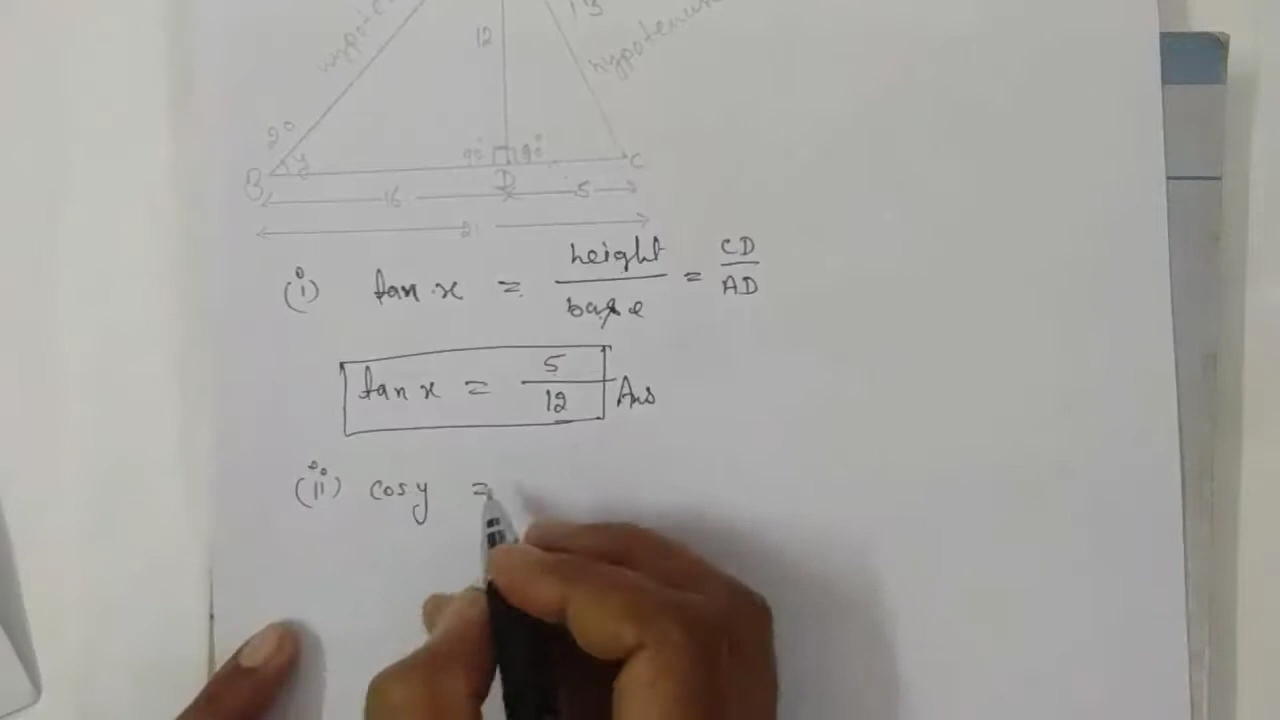 12
13
hypotenuse
20
y
90° 90°
B
D
C
16
5
21
(i) tan x = height / base = CD / AD
tan x = 5 / 12 Ans
(ii) cos y =